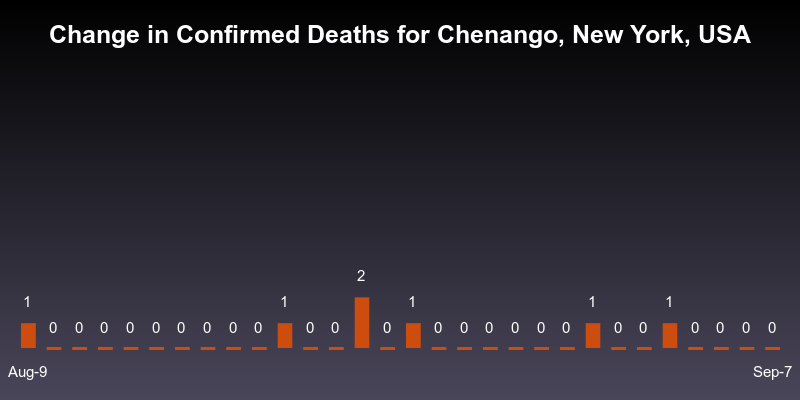 Change in Confirmed Deaths for Chenango, New York, USA
2
1 1 1 1 1
0 0 0 0 0 0 0 0 0 0 0 0 0 0 0 0 0 0 0 0 0 0 0 0
Aug-9 Sep-7